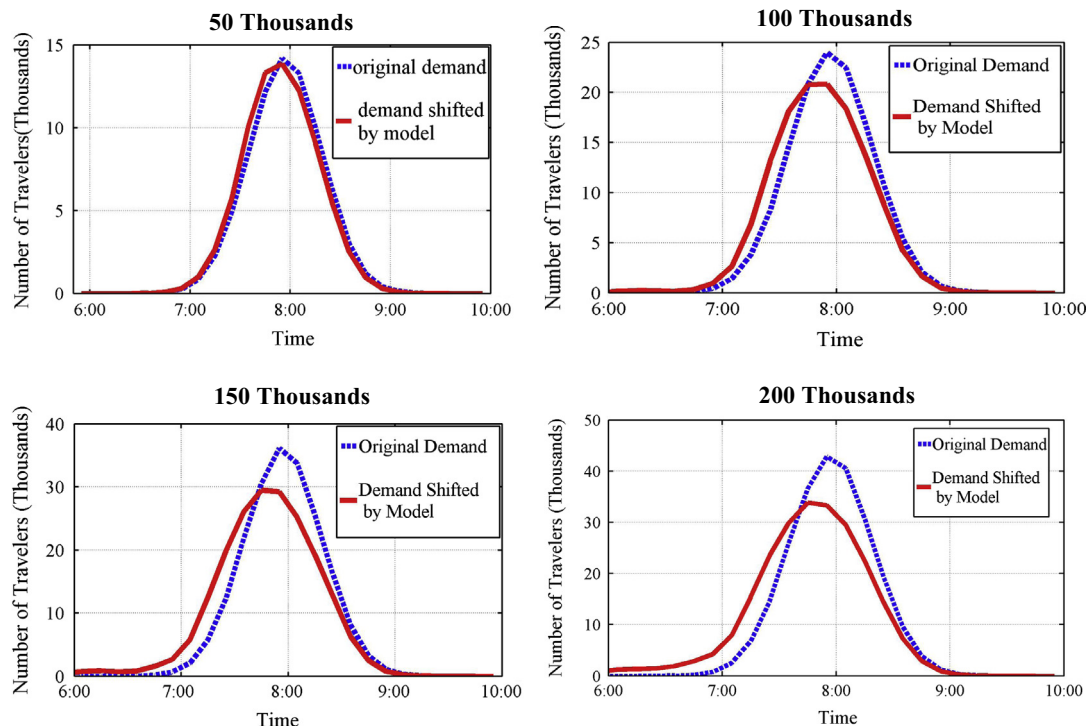 50 Thousands
Number of Travelers(Thousands)
15
10
5
0
6:00 7:00 8:00 9:00 10:00
Time
original demand
demand shifted
by model
100 Thousands
Number of Travelers (Thousands)
25
20
15
10
5
0
6:00 7:00 8:00 9:00 10:00
Time
Original Demand
Demand Shifted
by Model
150 Thousands
Number of Travelers (Thousands)
40
30
20
10
0
6:00 7:00 8:00 9:00 10:00
Time
Original Demand
Demand Shifted
by Model
200 Thousands
Number of Travelers (Thousands)
50
40
30
20
10
0
6:00 7:00 8:00 9:00 10:00
Time
Original Demand
Demand Shifted
by Model